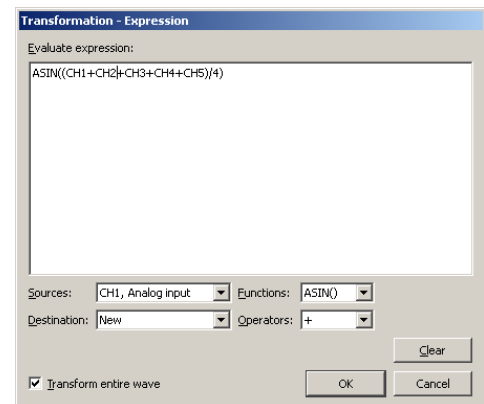 Transformation - Expression
Evaluate expression:
ASIN((CH1+CH2+CH3+CH4+CH5)/4)
Sources: CH1, Analog input Functions: ASIN()
Destination: New Operators: +
Clear
Transform entire wave OK Cancel